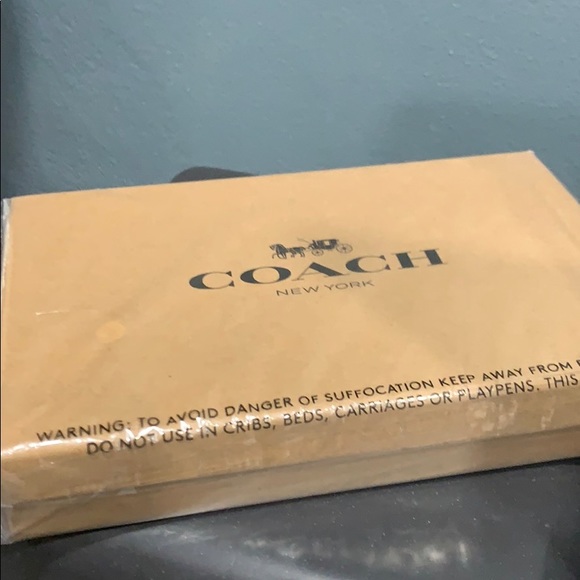 COACH
NEW YORK
WARNING: TO AVOID DANGER OF SUFFOCATION KEEP AWAY FROM
DO NOT USE IN CRIBS, BEDS, CARRIAGES OR PLAYPENS. THIS